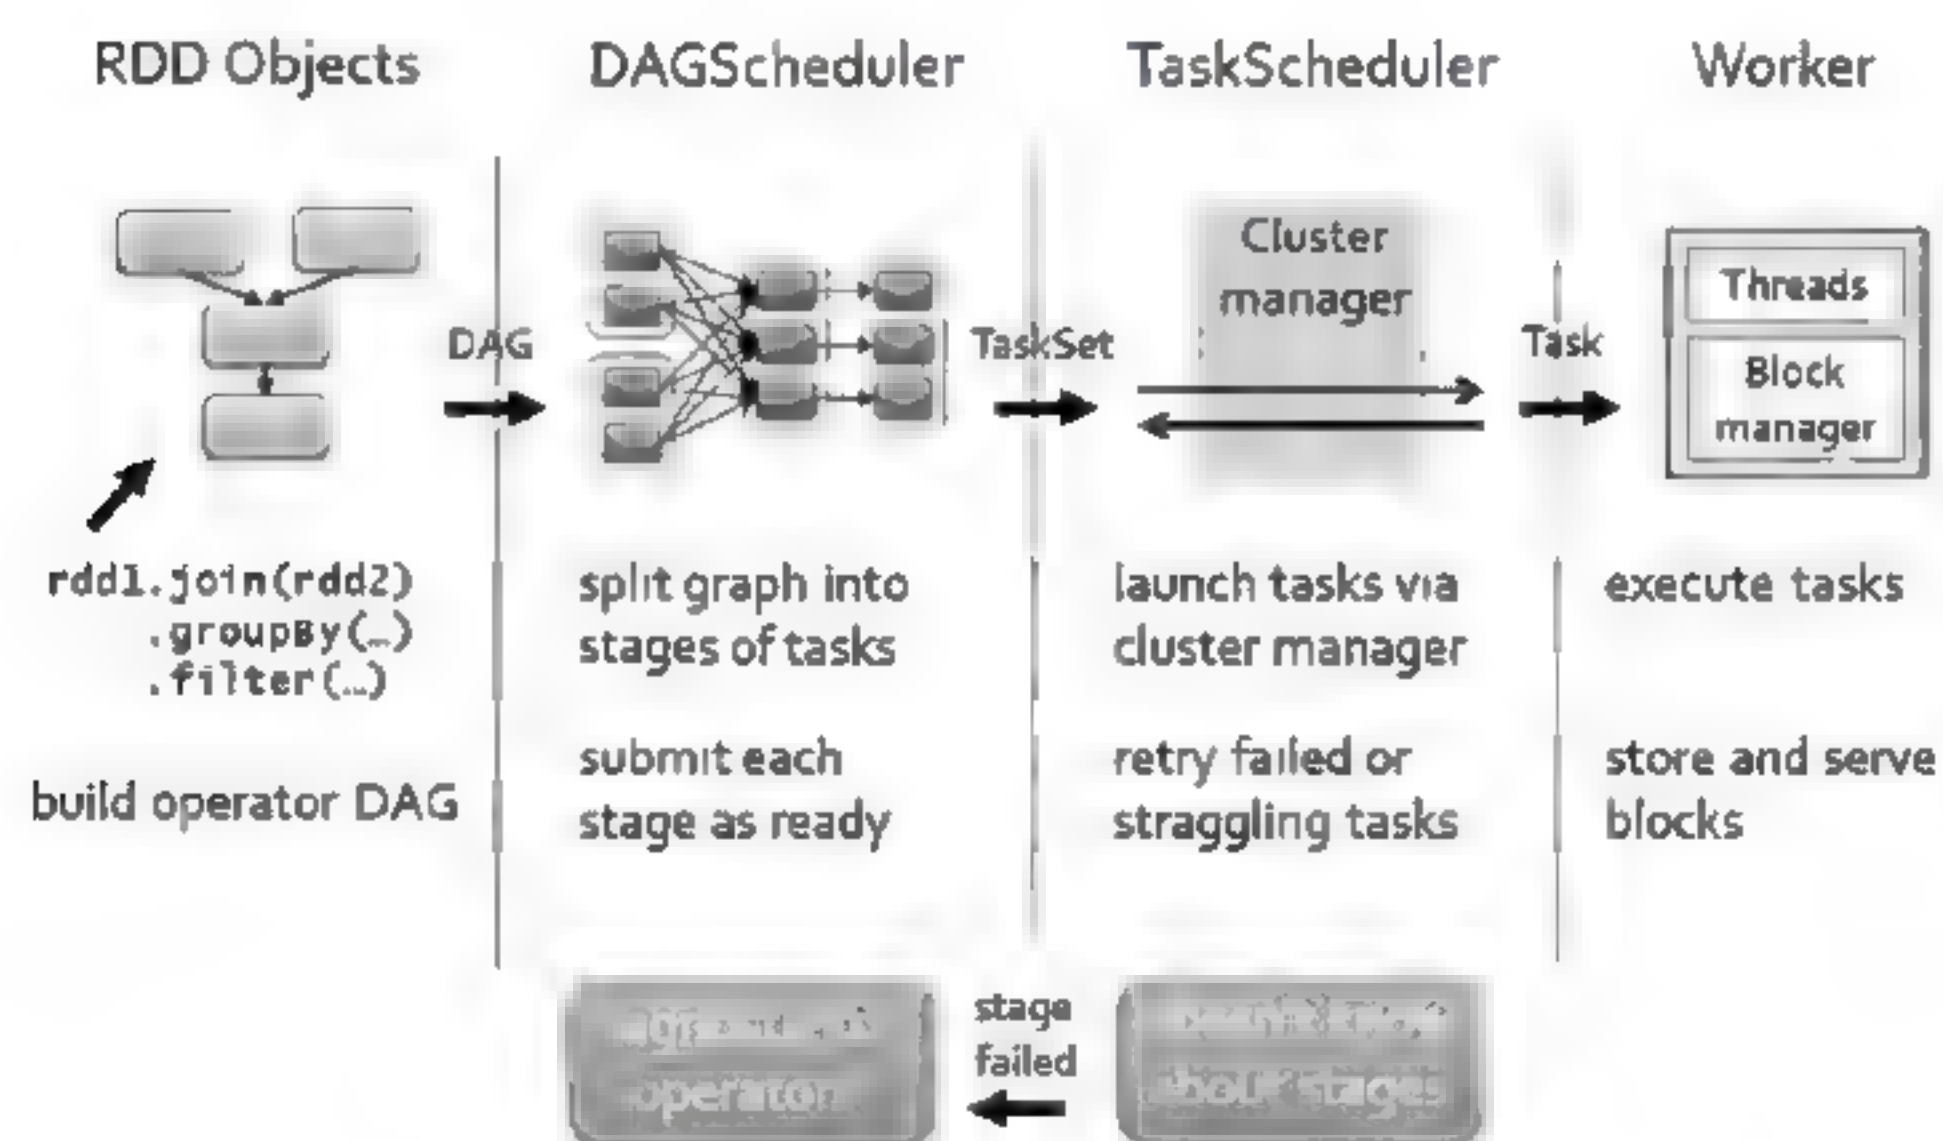 RDD Objects
DAGScheduler
TaskScheduler
Worker
Cluster
manager
Threads
Block
manager
DAG
TaskSet
Task
rdd1.join(rdd2)
.groupBy(…)
.filter(…)
build operator DAG
split graph into
stages of tasks
submit each
stage as ready
launch tasks via
cluster manager
retry failed or
straggling tasks
execute tasks
store and serve
blocks
stage
failed